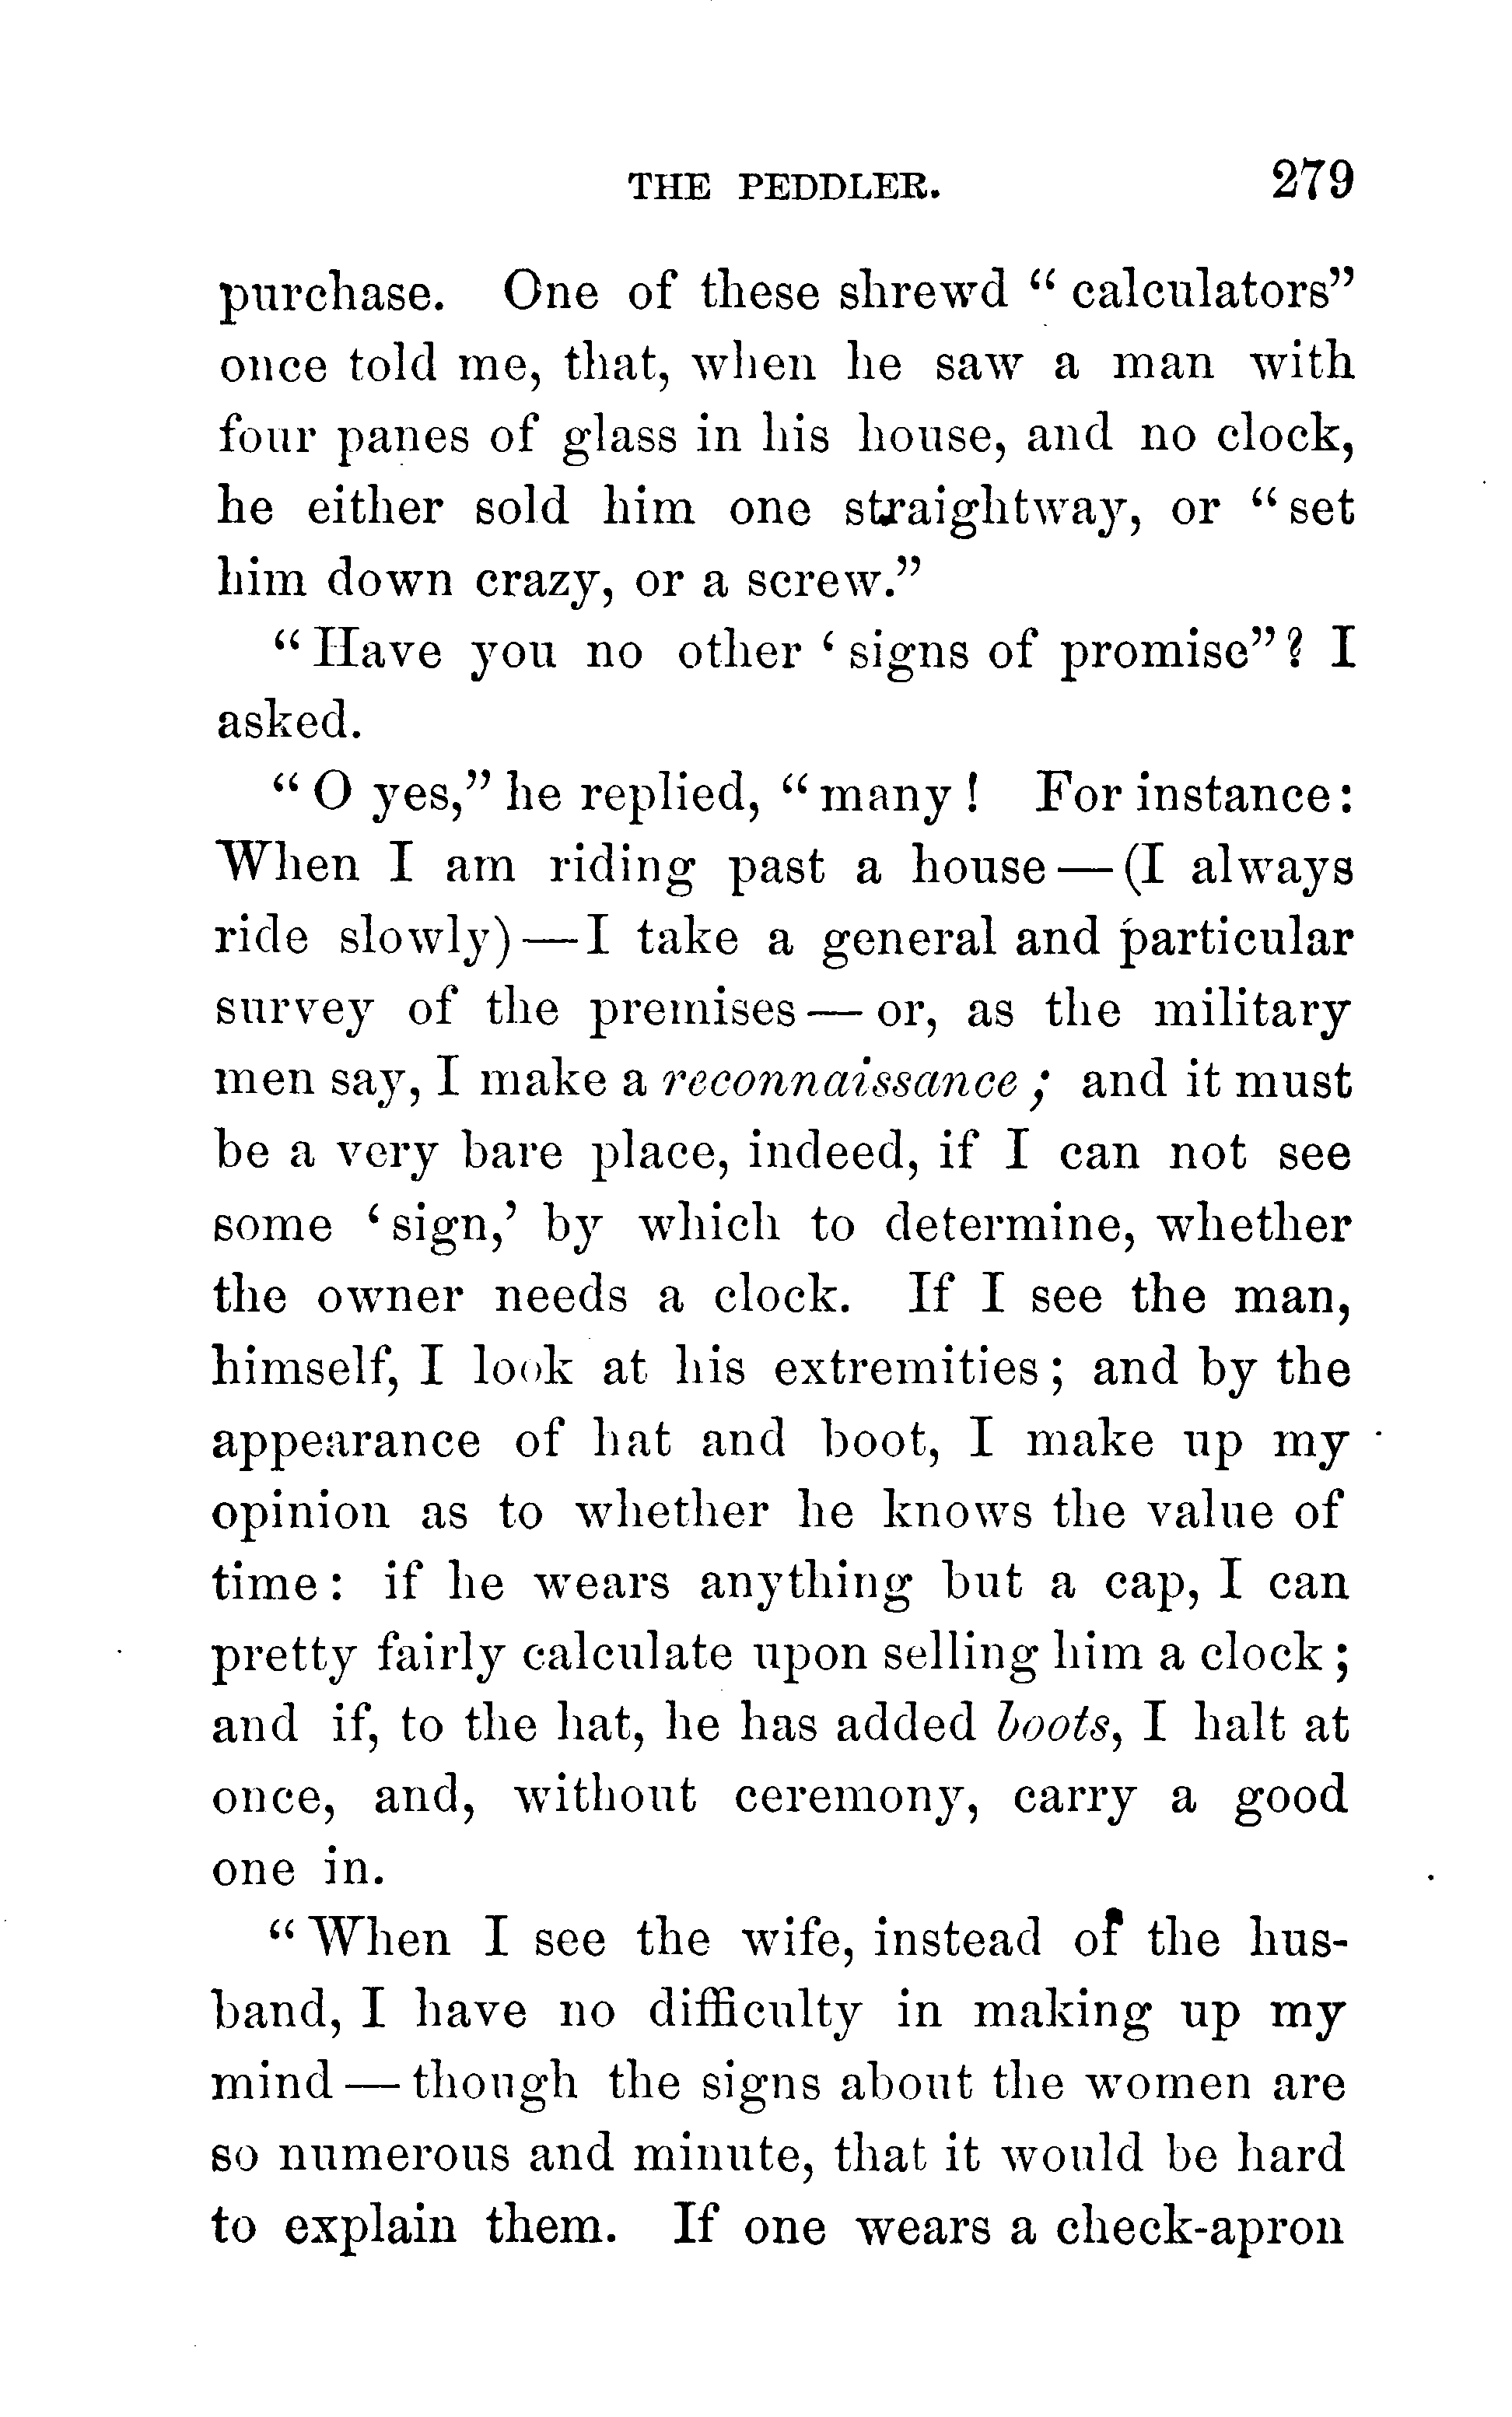 THE PEDDLER. 279
purchase. One of these shrewd “calculators”
once told me, that, when he saw a man with
four panes of glass in his house, and no clock,
he either sold him one straightway, or “set
him down crazy, or a screw.”
“Have you no other ‘signs of promise”? I
asked.
“O yes,” he replied, “many! For instance:
When I am riding past a house—(I always
ride slowly)—I take a general and particular
survey of the premises—or, as the military
men say, I make a reconnaissance; and it must
be a very bare place, indeed, if I can not see
some ‘sign,’ by which to determine, whether
the owner needs a clock. If I see the man,
himself, I look at his extremities; and by the
appearance of hat and boot, I make up my
opinion as to whether he knows the value of
time: if he wears anything but a cap, I can
pretty fairly calculate upon selling him a clock;
and if, to the hat, he has added boots, I halt at
once, and, without ceremony, carry a good
one in.
“When I see the wife, instead of the hus-
band, I have no difficulty in making up my
mind—though the signs about the women are
so numerous and minute, that it would be hard
to explain them. If one wears a check-apron